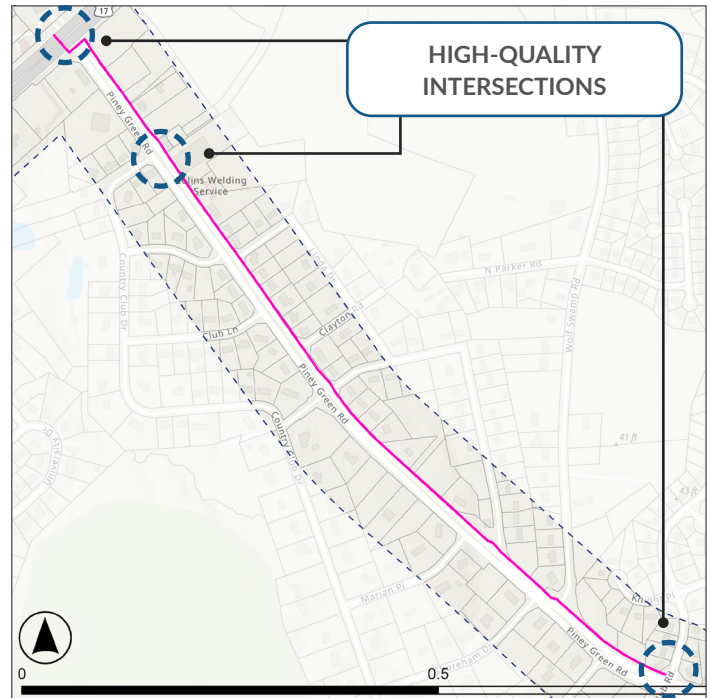 17
HIGH-QUALITY
INTERSECTIONS
Piney Green Rd
Service
Country Club Dr
N Parker Rd
Wolf Swamp Rd
Clayton Rd
Club Ln
Piney Green Rd
Country Club Dr
41 ft
43 ft
Marian Pl
Piney Green Rd
0
0.5